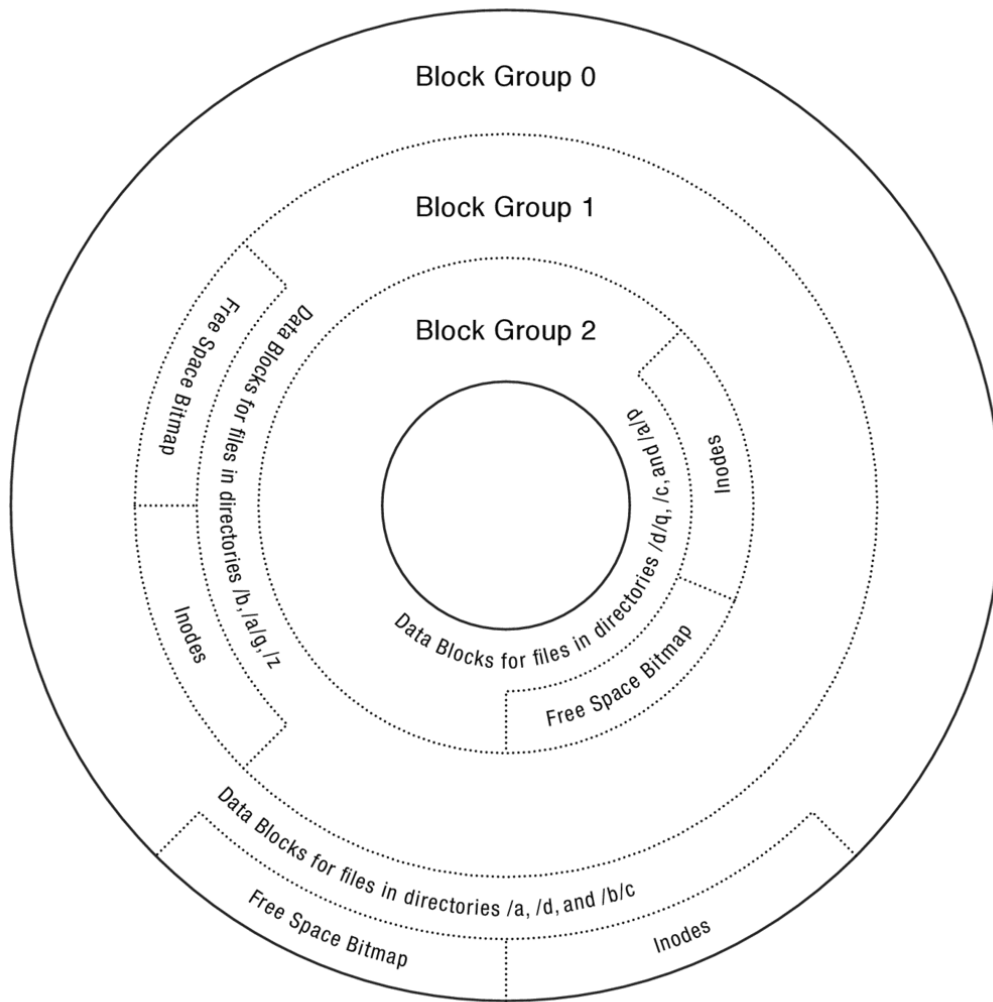 Block Group 0
Block Group 1
Block Group 2
Free Space Bitmap
Data Blocks for files in directories /b, /a/g, /z
Inodes
Inodes
Data Blocks for files in directories /d/q, /c, and /a/p
Free Space Bitmap
Data Blocks for files in directories /a, /d, and /b/c
Free Space Bitmap
Inodes